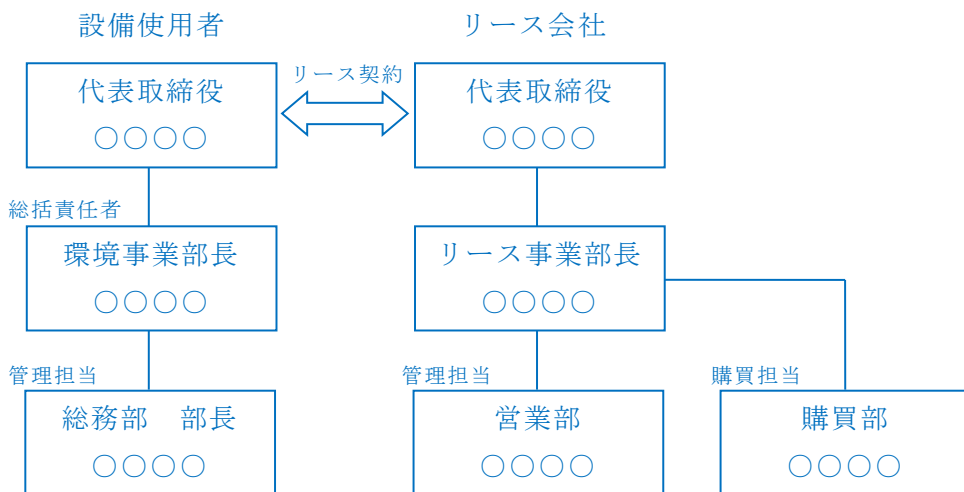 設備使用者
リース会社
代表取締役
〇〇〇〇
リース契約
代表取締役
〇〇〇〇
総括責任者
環境事業部長
〇〇〇〇
リース事業部長
〇〇〇〇
管理担当
総務部　部長
〇〇〇〇
管理担当
営業部
〇〇〇〇
購買担当
購買部
〇〇〇〇